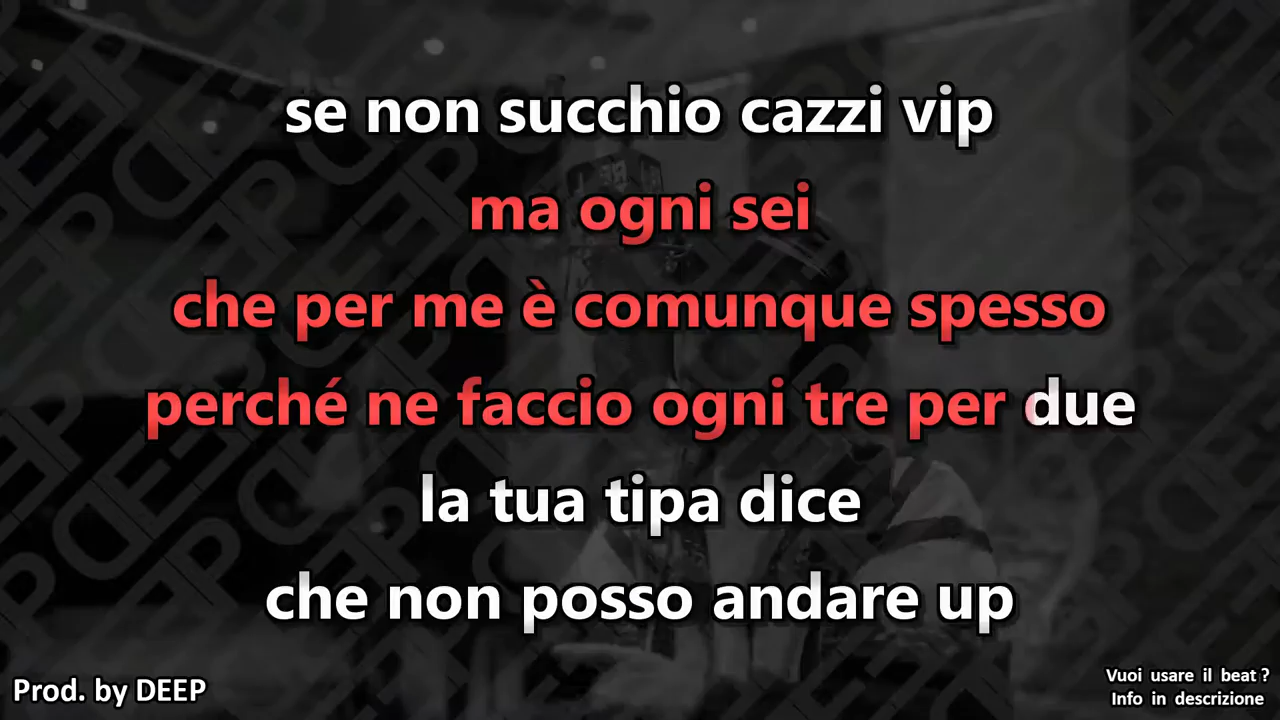 se non succhio cazzi vip
ma ogni sei
che per me è comunque spesso
perché ne faccio ogni tre per due
la tua tipa dice
che non posso andare up
Prod. by DEEP
Vuoi usare il beat ?
Info in descrizione